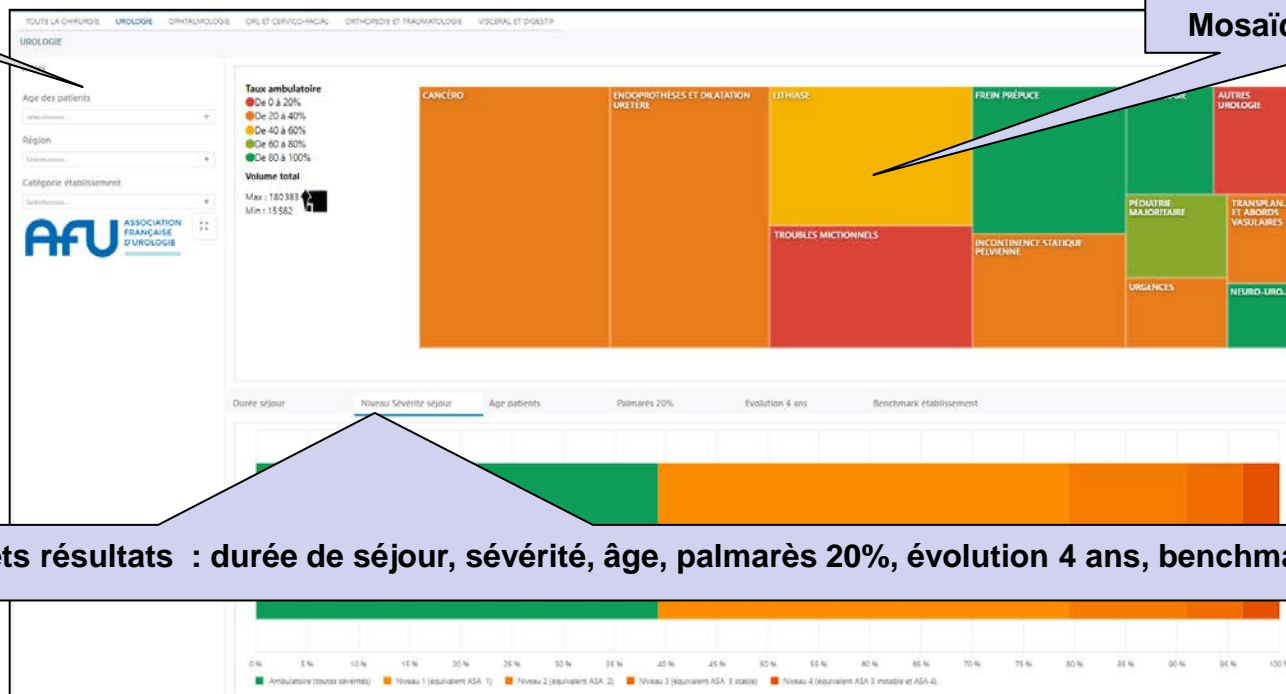 TOUTE LA CHIRURGIE UROLOGIE OPHTALMOLOGIE ORL ET CERVICO-FACIAL ORTHOPEDIE ET TRAUMATOLOGIE VISCERAL ET DIGESTIF
UROLOGIE
Age des patients
Sélectionnez...
Région
Sélectionnez...
Catégorie établissement
Sélectionnez...
AFU ASSOCIATION
FRANÇAISE
D'UROLOGIE
Taux ambulatoire
De 0 à 20%
De 20 à 40%
De 40 à 60%
De 60 à 80%
De 80 à 100%
Volume total
Max : 180 383
Min : 15 582
CANCÉRO
ENDOPROTHÈSES ET DILATATION
URETÈRE
LITHIASE
TROUBLES MICTIONNELS
FREIN PRÉPUCE
INCONTINENCE STATIQUE
PELVIENNE
PÉDIATRIE
MAJORITAIRE
URGENCES
AUTRES
UROLOGIE
TRANSPLAN...
ET ABORDS
VASULAIRES
NEURO-URO...
Mosaïc
Durée séjour Niveau Sévérité séjour Age patients Palmarès 20% Evolution 4 ans Benchmark établissement
ets résultats : durée de séjour, sévérité, âge, palmarès 20%, évolution 4 ans, benchma
0 % 5 % 10 % 15 % 20 % 25 % 30 % 35 % 40 % 45 % 50 % 55 % 60 % 65 % 70 % 75 % 80 % 85 % 90 % 95 % 100 %
Ambulatoire (toutes sévérités) Niveau 1 (équivalent ASA 1) Niveau 2 (équivalent ASA 2) Niveau 3 (équivalent ASA 3 stable) Niveau 4 (équivalent ASA 3 instable et ASA 4)